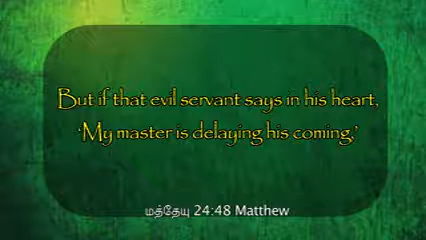 But if that evil servant says in his heart,
‘My master is delaying his coming,’
மத்தேயு 24:48 Matthew